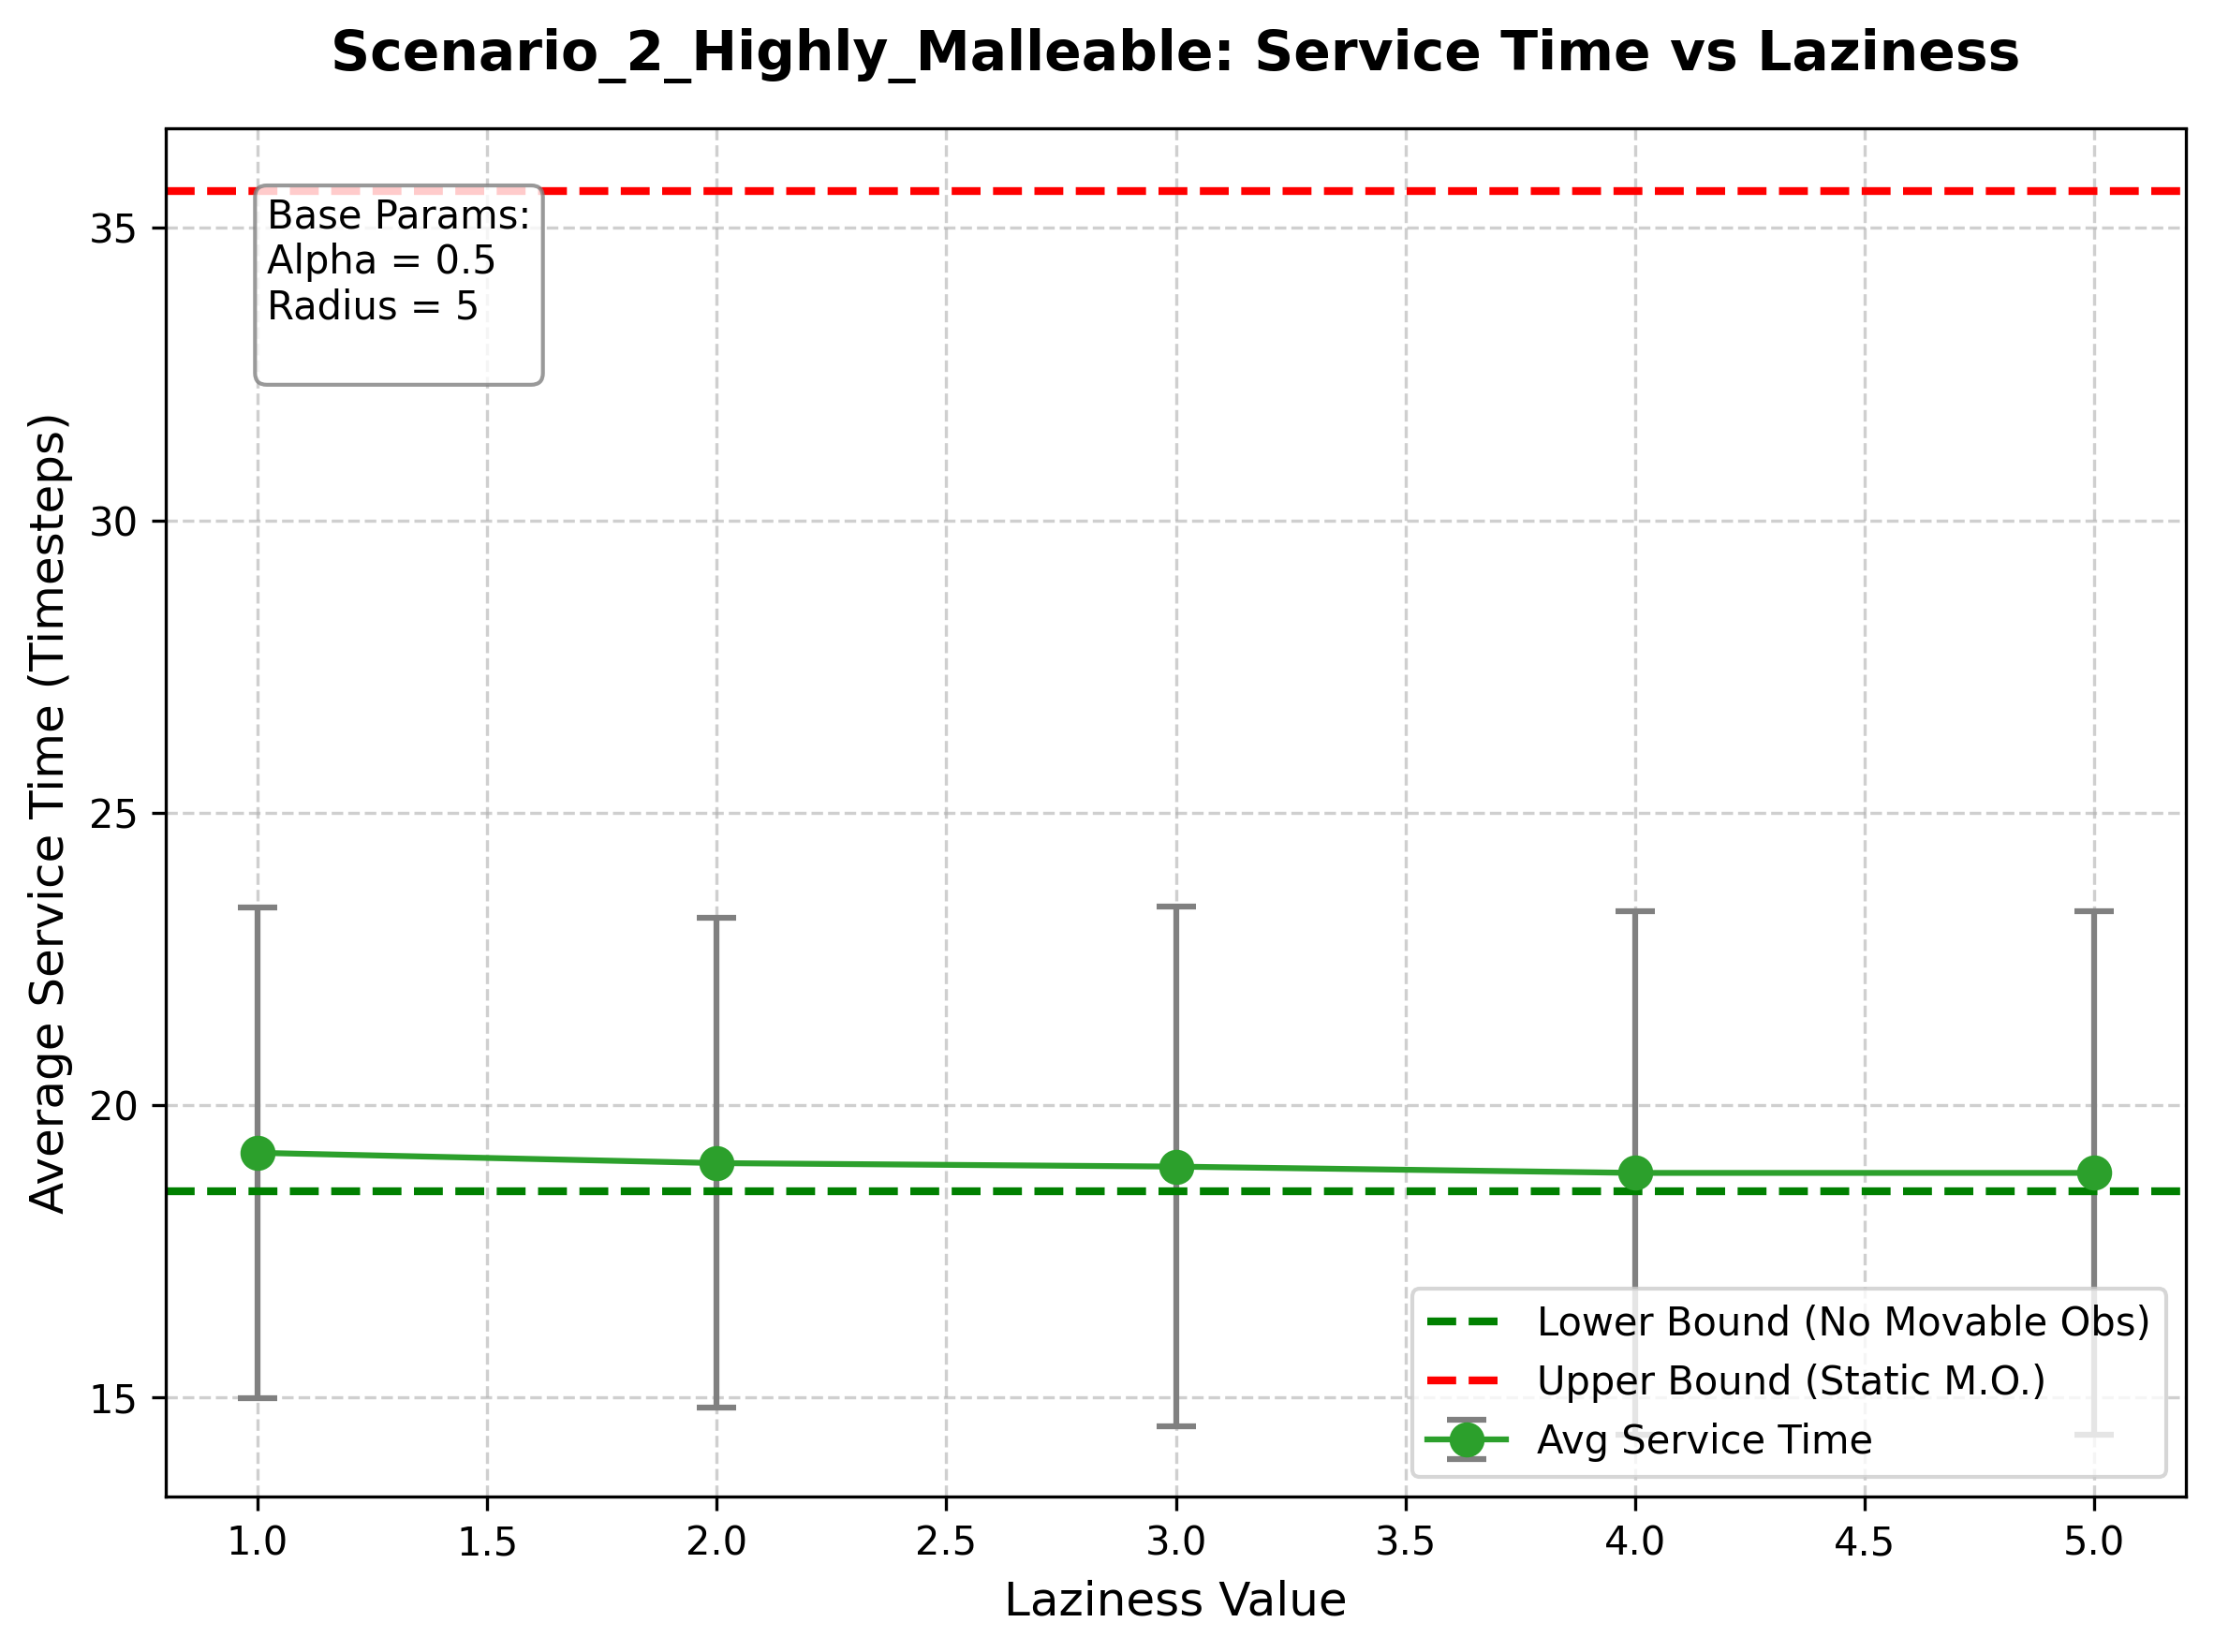 Scenario_2_Highly_Malleable: Service Time vs Laziness
Average Service Time (Timesteps)
35
30
25
20
15
Base Params:
Alpha = 0.5
Radius = 5
Lower Bound (No Movable Obs)
Upper Bound (Static M.O.)
Avg Service Time
1.0 1.5 2.0 2.5 3.0 3.5 4.0 4.5 5.0
Laziness Value